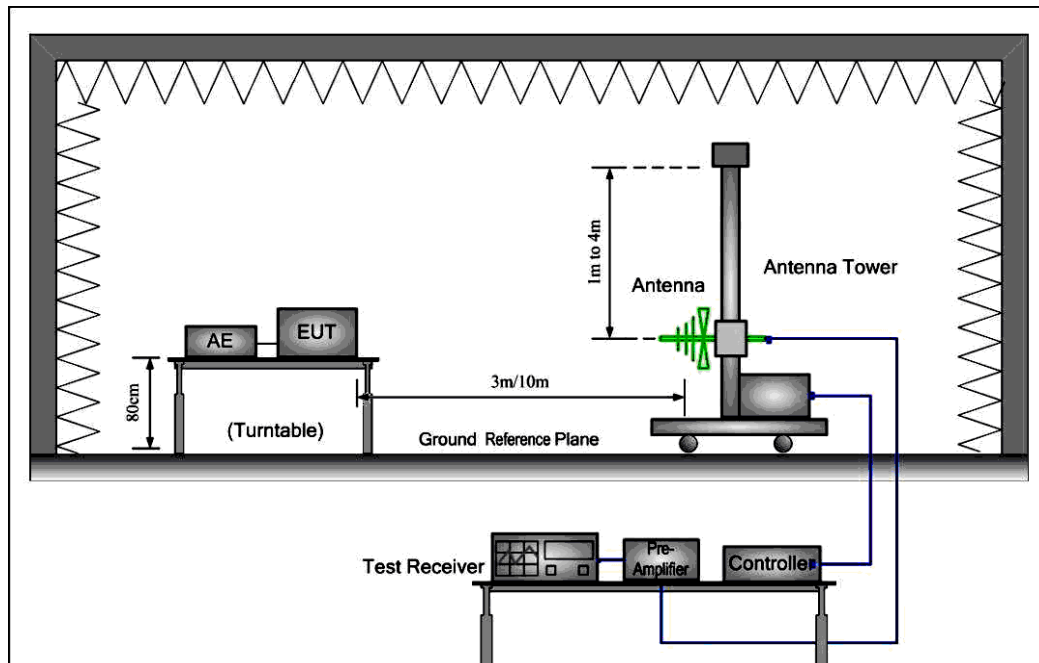 1m to 4m
Antenna Tower
Antenna
AE
EUT
3m/10m
80cm
(Turntable)
Ground Reference Plane
Test Receiver
Pre-
Amplifier
Controller